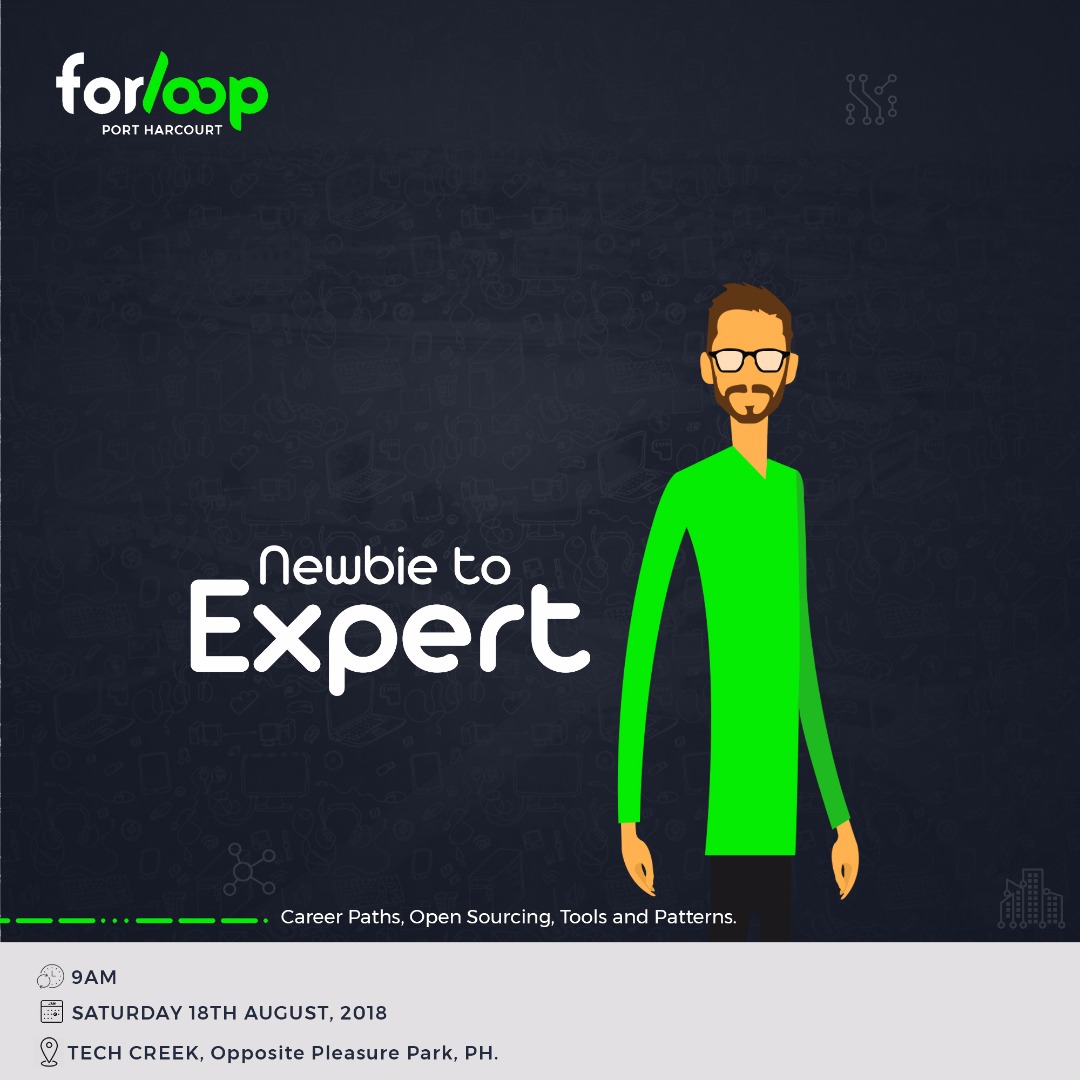 forloop
PORT HARCOURT
Newbie to
Expert
Career Paths, Open Sourcing, Tools and Patterns.
9AM
SATURDAY 18TH AUGUST, 2018
TECH CREEK, Opposite Pleasure Park, PH.